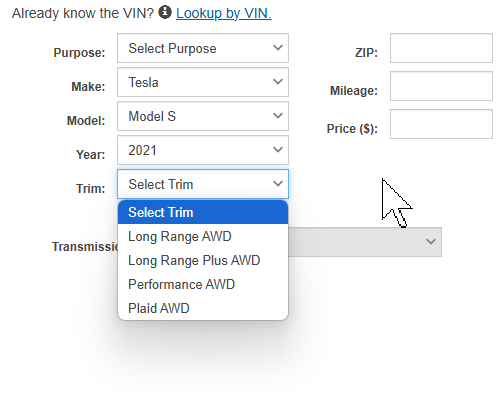 Already know the VIN? Lookup by VIN.
Purpose: Select Purpose
ZIP:
Make: Tesla
Mileage:
Model: Model S
Price ($):
Year: 2021
Trim: Select Trim
Select Trim
Long Range AWD
Transmissi
Long Range Plus AWD
Performance AWD
Plaid AWD